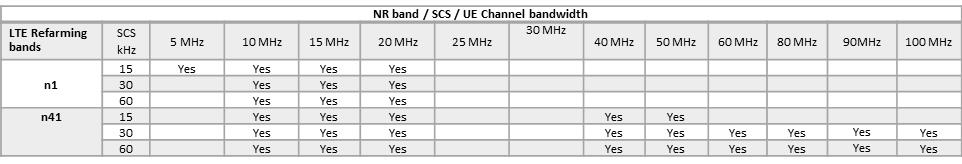 NR band / SCS / UE Channel bandwidth
LTE Refarming bands SCS kHz 5 MHz 10 MHz 15 MHz 20 MHz 25 MHz 30 MHz 40 MHz 50 MHz 60 MHz 80 MHz 90MHz 100 MHz
n1 15 Yes Yes Yes Yes
30 Yes Yes Yes
60 Yes Yes Yes
n41 15 Yes Yes Yes Yes Yes
30 Yes Yes Yes Yes Yes Yes Yes Yes Yes
60 Yes Yes Yes Yes Yes Yes Yes Yes Yes